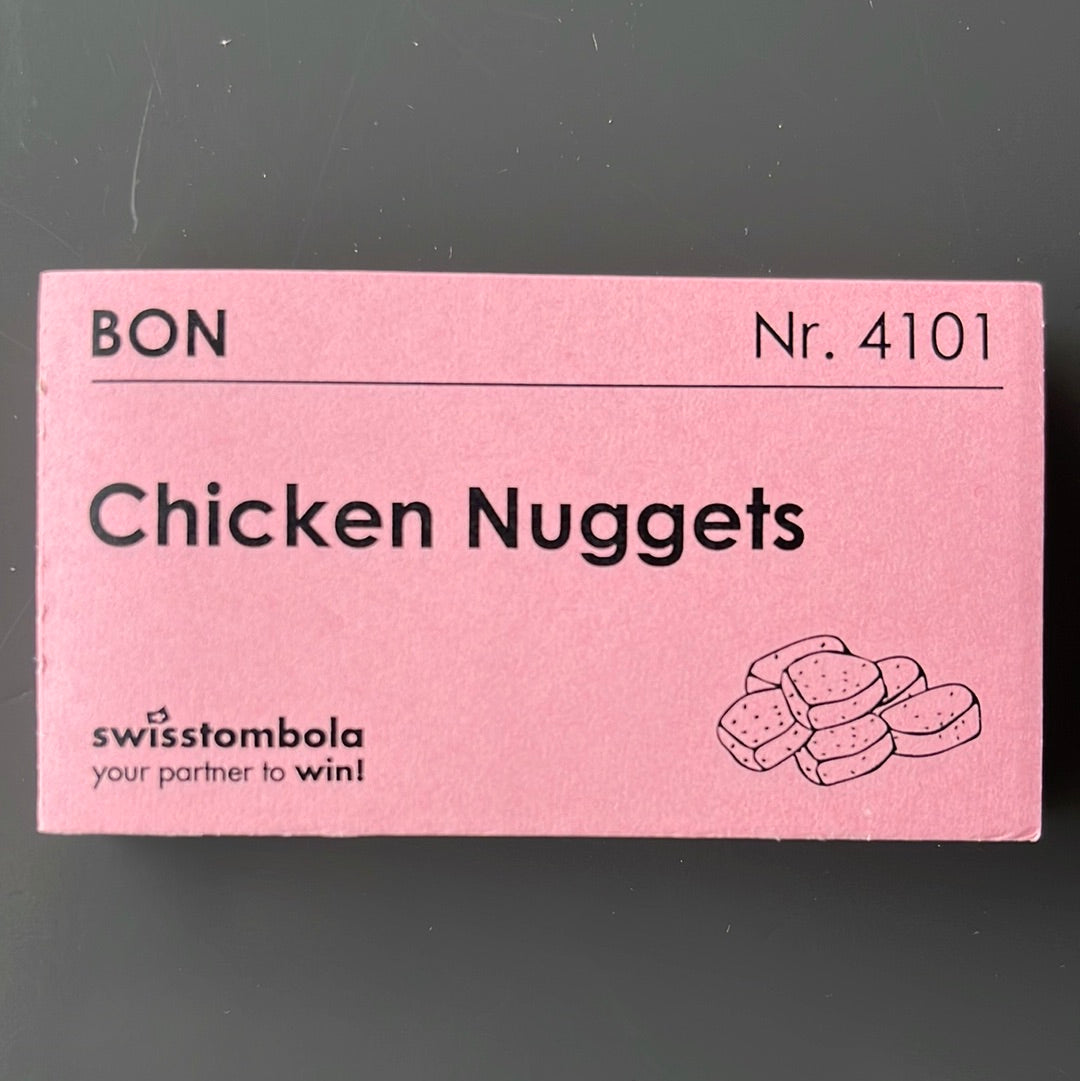 BON
Nr. 4101
Chicken Nuggets
swisstombola
your partner to win!